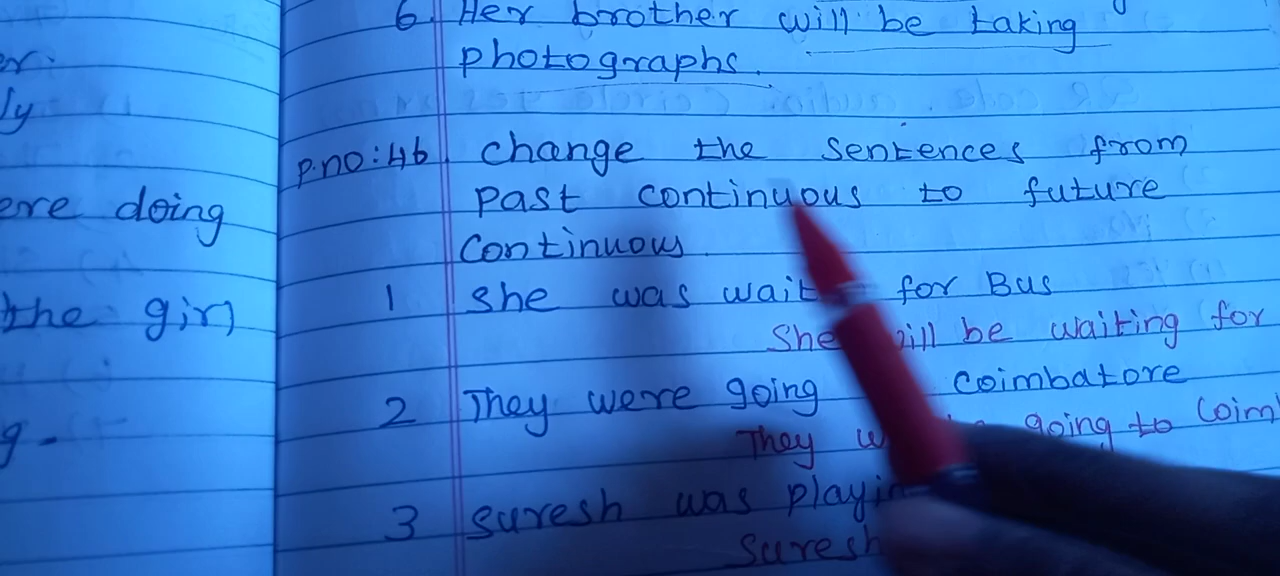 er.
ly
ere doing
the girl
g-
6. Her brother will be taking
photographs.
p.no:46 change the sentences from
past continuous to future
continuous
1 she was wait for Bus
She will be waiting for
2 They were going coimbatore
They going to Coim
3 suresh was playin
Suresh